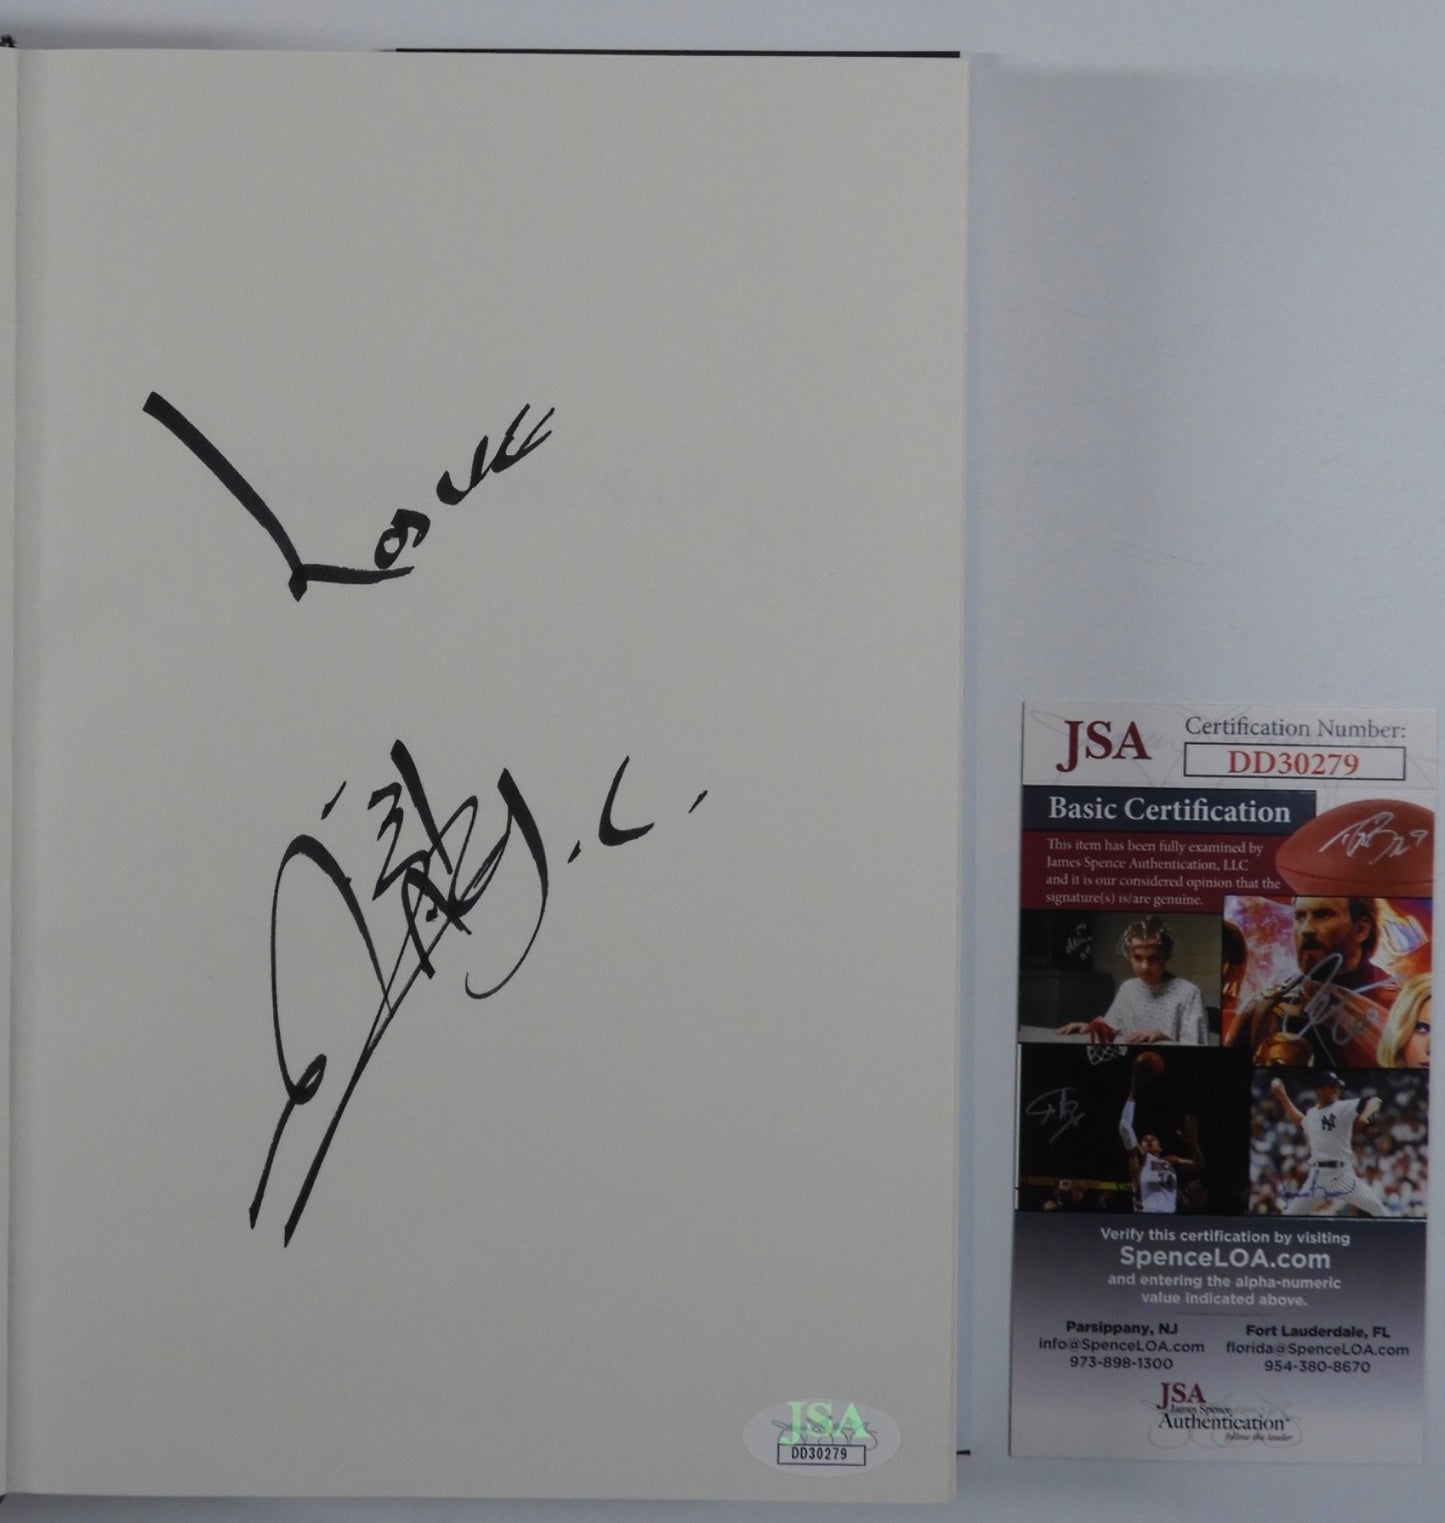 Love
J.C.
JSA
DD30279
JSA
Certification Number:
DD30279
Basic Certification
This item has been fully examined by
James Spence Authentication, LLC
and it is our considered opinion that the
signature(s) is/are genuine.
Verify this certification by visiting
SpenceLOA.com
and entering the alpha-numeric
value indicated above.
Parsippany, NJ
info@SpenceLOA.com
973-898-1300
Fort Lauderdale, FL
florida@SpenceLOA.com
954-380-8670
JSA
James Spence
Authentication
follow the leader